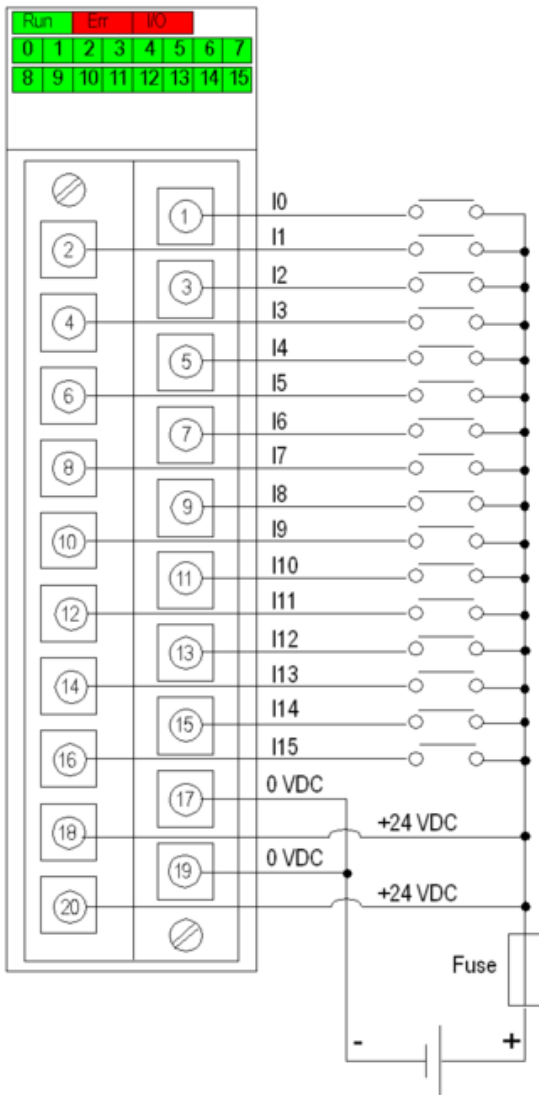 Run Err I/O
0 1 2 3 4 5 6 7
8 9 10 11 12 13 14 15
1 I0
2 I1
3 I2
4 I3
5 I4
6 I5
7 I6
8 I7
9 I8
10 I9
11 I10
12 I11
13 I12
14 I13
15 I14
16 I15
17 0 VDC
18 +24 VDC
19 0 VDC
20 +24 VDC
Fuse
- +